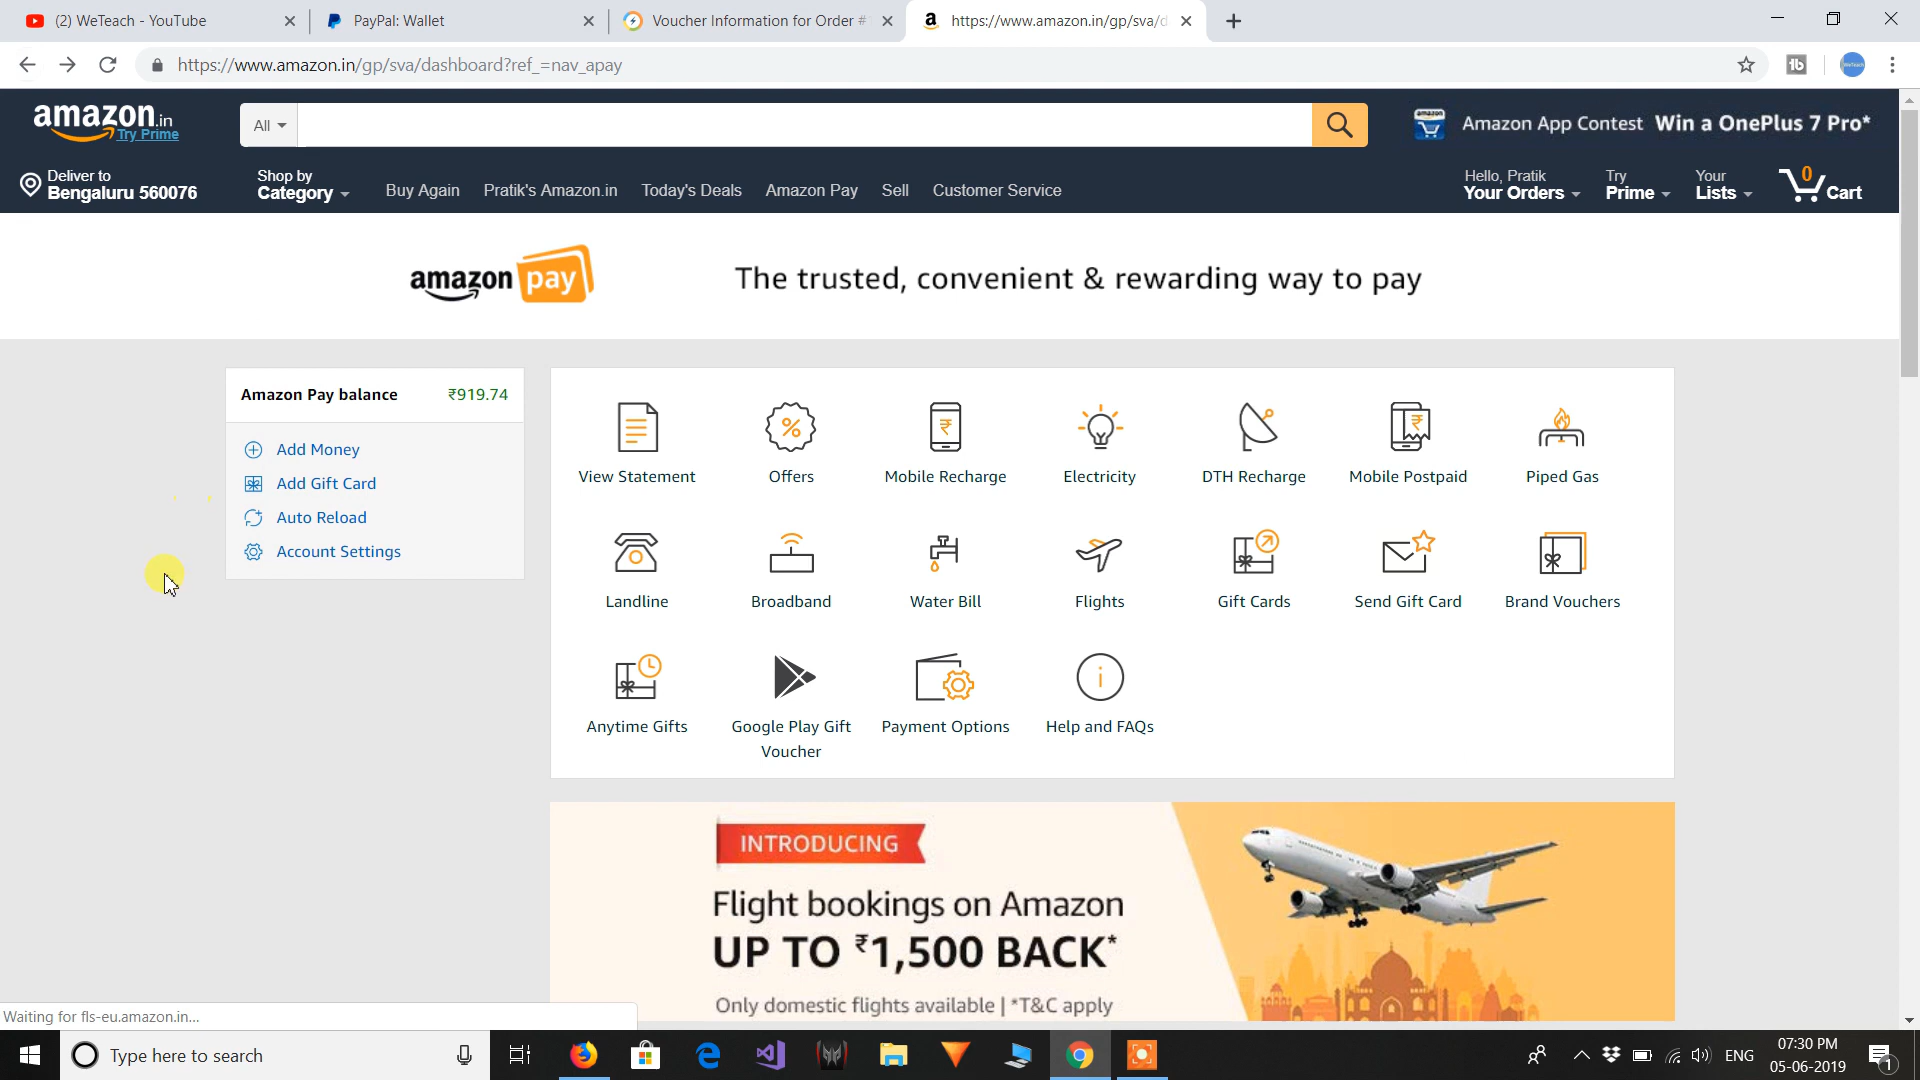 (2) WeTeach - YouTube
PayPal: Wallet
Voucher Information for Order #
https://www.amazon.in/gp/sva/d
https://www.amazon.in/gp/sva/dashboard?ref_=nav_apay
amazon.in
Try Prime
All
Amazon App Contest Win a OnePlus 7 Pro*
Deliver to
Bengaluru 560076
Shop by
Category
Buy Again
Pratik's Amazon.in
Today's Deals
Amazon Pay
Sell
Customer Service
Hello, Pratik
Your Orders
Try
Prime
Your
Lists
0
Cart
amazon pay
The trusted, convenient & rewarding way to pay
Amazon Pay balance ₹919.74
Add Money
Add Gift Card
Auto Reload
Account Settings
View Statement
Offers
Mobile Recharge
Electricity
DTH Recharge
Mobile Postpaid
Piped Gas
Landline
Broadband
Water Bill
Flights
Gift Cards
Send Gift Card
Brand Vouchers
Anytime Gifts
Google Play Gift
Voucher
Payment Options
Help and FAQs
INTRODUCING
Flight bookings on Amazon
UP TO ₹1,500 BACK*
Only domestic flights available | *T&C apply
Waiting for fls-eu.amazon.in...
Type here to search
ENG
07:30 PM
05-06-2019
1